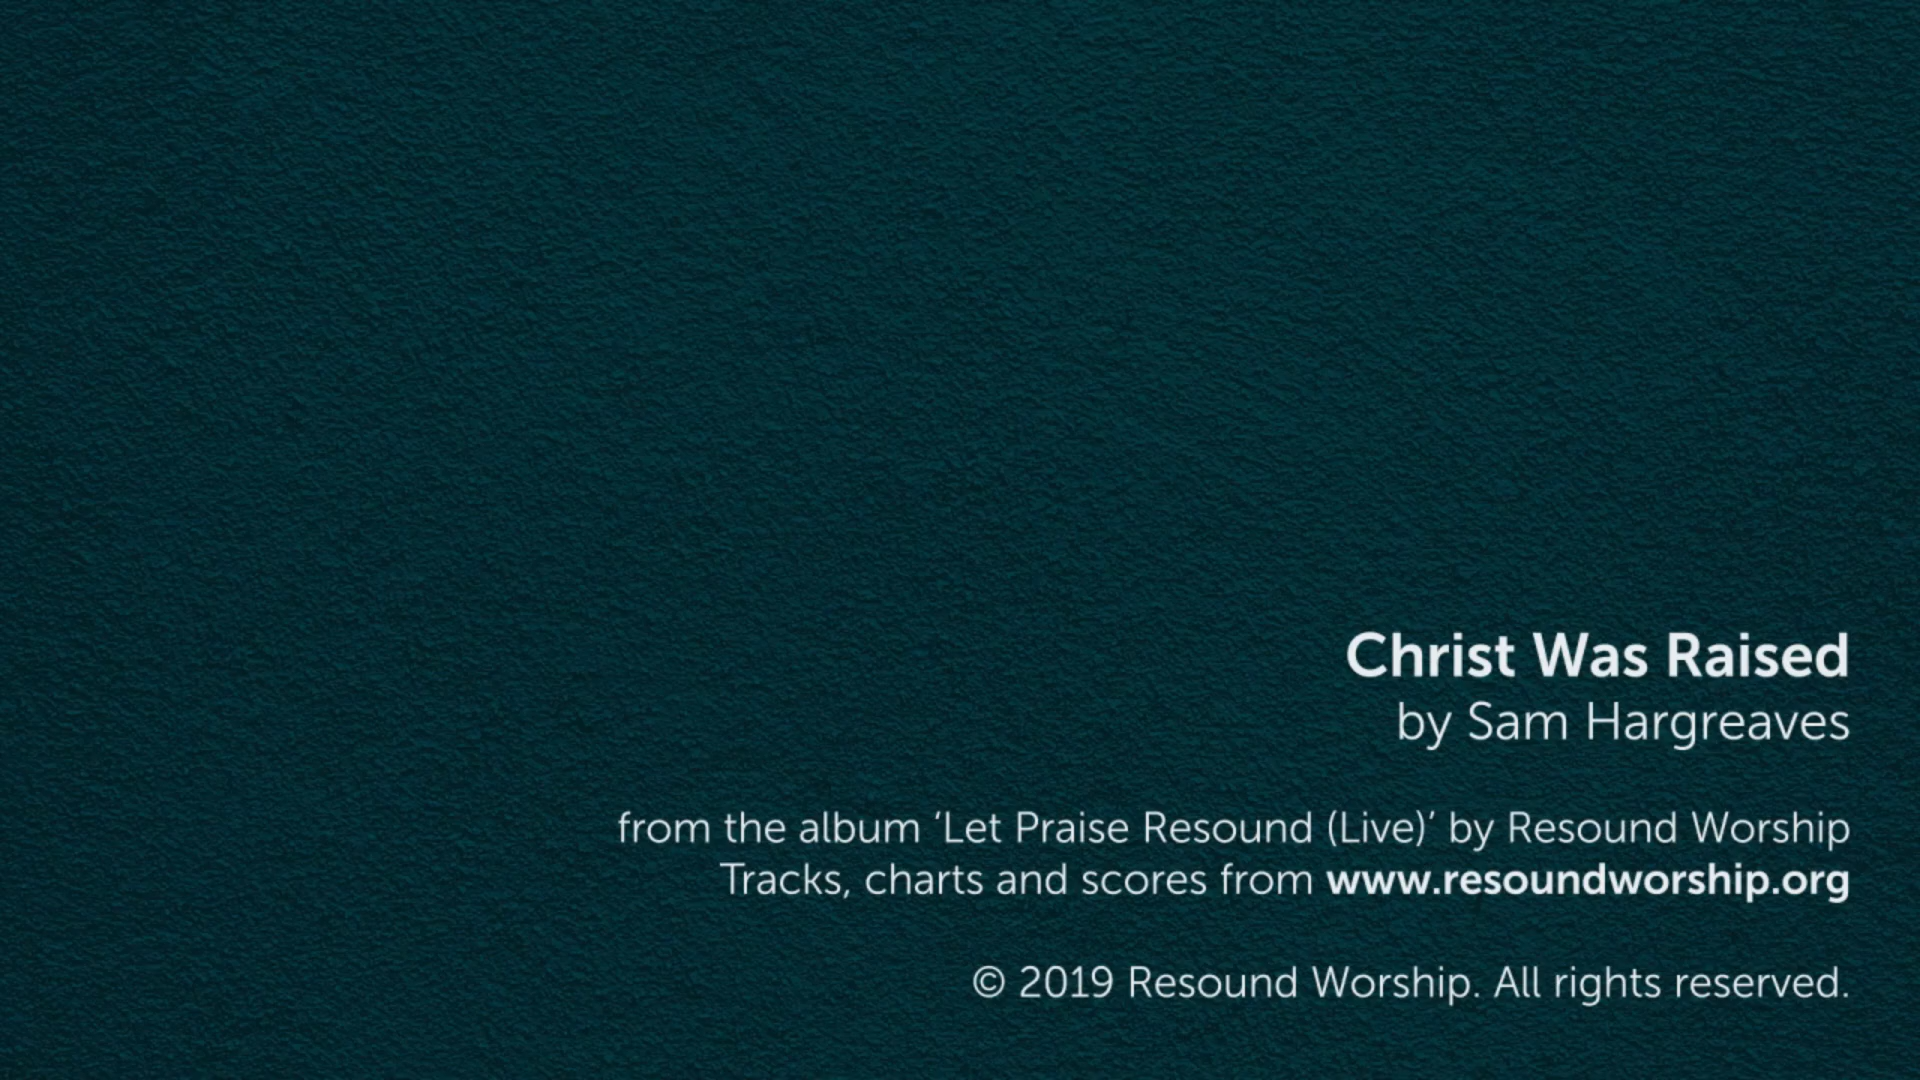 Christ Was Raised
by Sam Hargreaves
from the album ‘Let Praise Resound (Live)’ by Resound Worship
Tracks, charts and scores from www.resoundworship.org
© 2019 Resound Worship. All rights reserved.